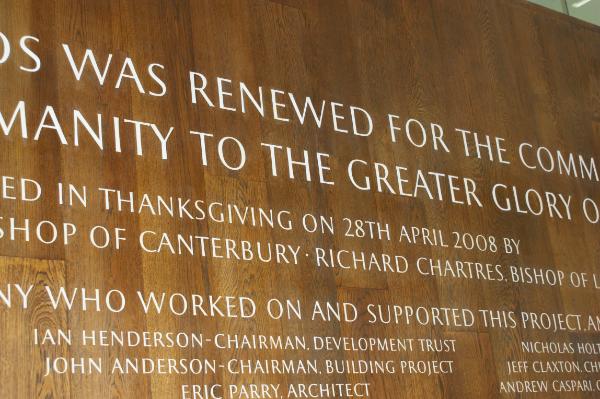 OS WAS RENEWED FOR THE COMM
MANITY TO THE GREATER GLORY O
ED IN THANKSGIVING ON 28TH APRIL 2008 BY
SHOP OF CANTERBURY · RICHARD CHARTRES, BISHOP OF L
NY WHO WORKED ON AND SUPPORTED THIS PROJECT, AN
IAN HENDERSON-CHAIRMAN, DEVELOPMENT TRUST
NICHOLAS HOLT
JOHN ANDERSON-CHAIRMAN, BUILDING PROJECT
JEFF CLAXTON, CH
ERIC PARRY, ARCHITECT
ANDREW CASPARI, C